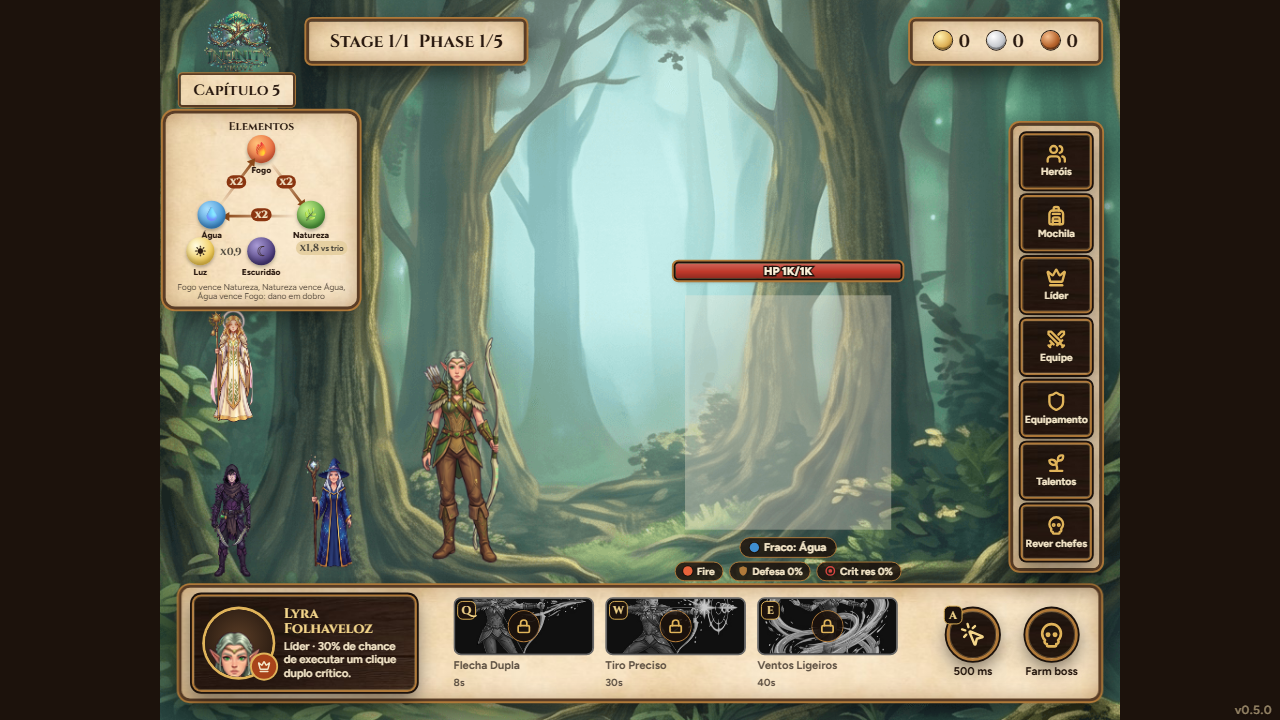 Stage 1/1 Phase 1/5
0 0 0
Capítulo 5
Elementos
Fogo
x2 x2
x2
Água Natureza
x0,9 x1,8 vs trio
Luz Escuridão
Fogo vence Natureza, Natureza vence Água,
Água vence Fogo: dano em dobro
HP 1K/1K
Fraco: Água
Fire Defesa 0% Crit res 0%
Heróis
Mochila
Líder
Equipe
Equipamento
Talentos
Rever chefes
Lyra
Folhaveloz
Líder · 30% de chance
de executar um clique
duplo crítico.
Q
Flecha Dupla
8s
W
Tiro Preciso
30s
E
Ventos Ligeiros
40s
A
500 ms
Farm boss
v0.5.0